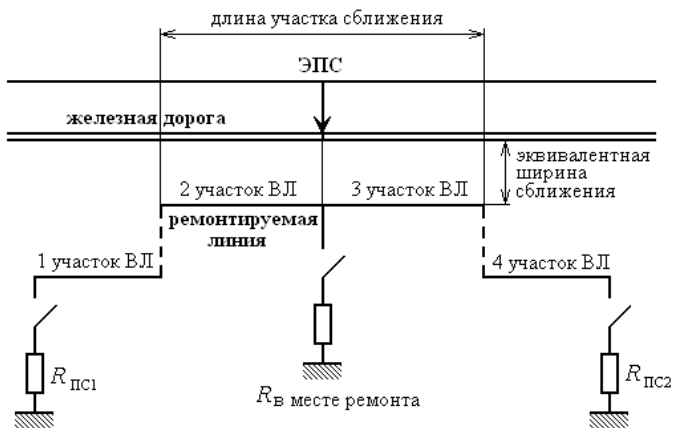 длина участка сближения
ЭПС
железная дорога
эквивалентная
ширина
сближения
2 участок ВЛ
3 участок ВЛ
ремонтируемая
линия
1 участок ВЛ
4 участок ВЛ
RПС1
Rв месте ремонта
RПС2